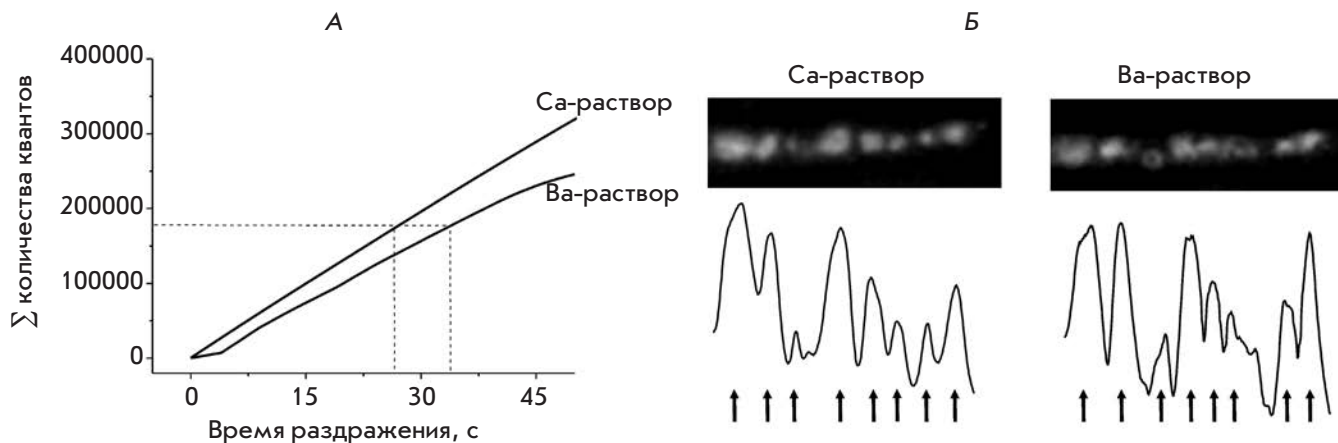 А
∑ количества квантов
400000
300000
200000
100000
0
Са-раствор
Ва-раствор
0 15 30 45
Время раздражения, с
Б
Са-раствор
Ва-раствор